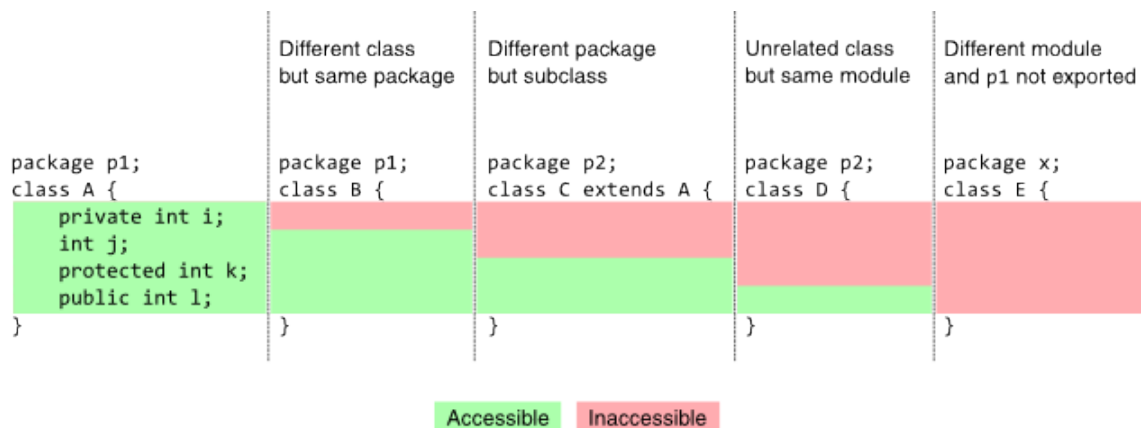 Different class
but same package
Different package
but subclass
Unrelated class
but same module
Different module
and p1 not exported
package p1;
class A {
private int i;
int j;
protected int k;
public int l;
}
package p1;
class B {
}
package p2;
class C extends A {
}
package p2;
class D {
}
package x;
class E {
}
Accessible
Inaccessible